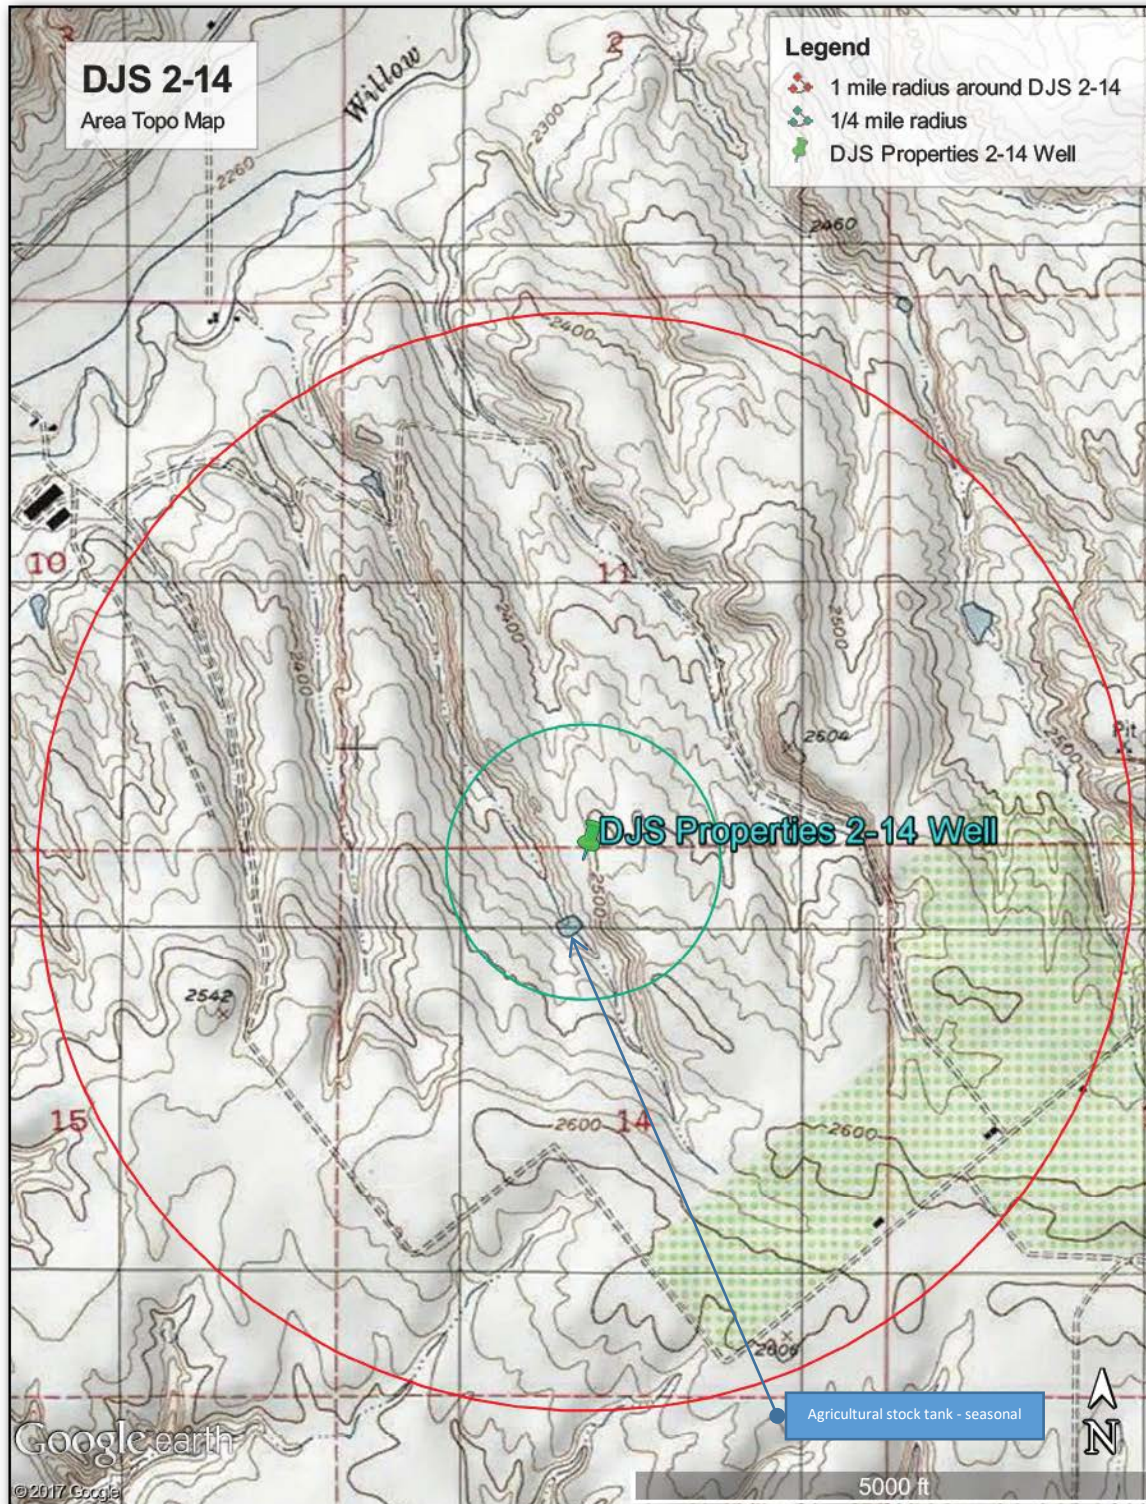 DJS 2-14
Area Topo Map
Legend
1 mile radius around DJS 2-14
1/4 mile radius
DJS Properties 2-14 Well
3
2
Willow
2300
2260
2460
2400
10
11
2400
2500
2400
2504
Pit
2500
DJS Properties 2-14 Well
2500
2542
15
2600
14
2600
2606
Agricultural stock tank - seasonal
N
Google earth
© 2017 Google
5000 ft